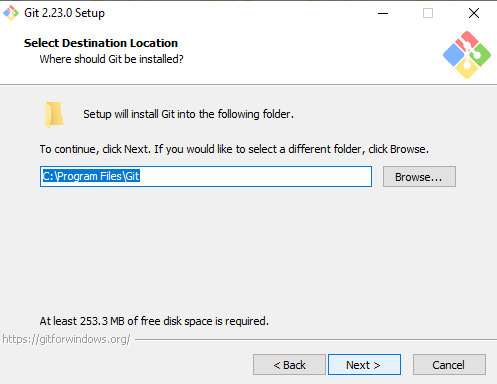 Git 2.23.0 Setup
Select Destination Location
Where should Git be installed?
Setup will install Git into the following folder.
To continue, click Next. If you would like to select a different folder, click Browse.
C:\Program Files\Git
Browse...
At least 253.3 MB of free disk space is required.
https://gitforwindows.org/
< Back
Next >
Cancel